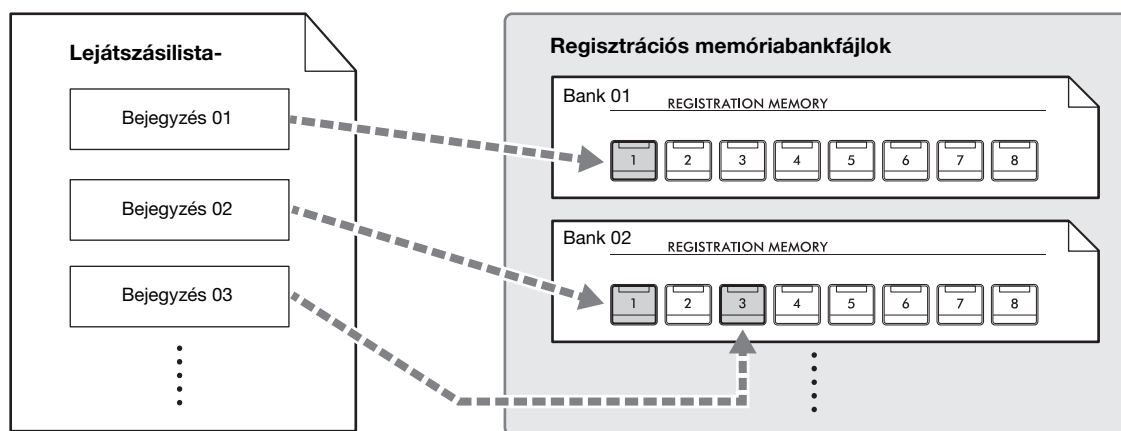 Lejátszásilista-
Bejegyzés 01
Bejegyzés 02
Bejegyzés 03
Regisztrációs memóriabankfájlok
Bank 01
REGISTRATION MEMORY
1 2 3 4 5 6 7 8
Bank 02
REGISTRATION MEMORY
1 2 3 4 5 6 7 8